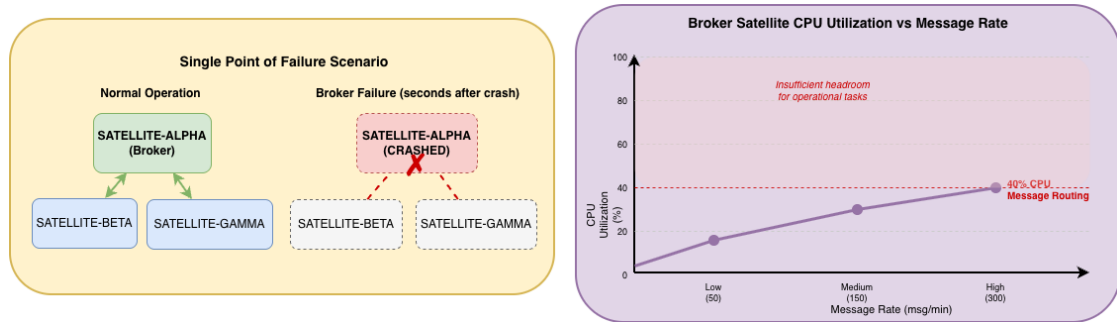 Single Point of Failure Scenario
Normal Operation
SATELLITE-ALPHA
(Broker)
SATELLITE-BETA
SATELLITE-GAMMA
Broker Failure (seconds after crash)
SATELLITE-ALPHA
(CRASHED)
SATELLITE-BETA
SATELLITE-GAMMA
Broker Satellite CPU Utilization vs Message Rate
Insufficient headroom
for operational tasks
100
80
60
40
20
0
CPU
Utilization
(%)
40% CPU
Message Routing
Low
(50)
Medium
(150)
High
(300)
Message Rate (msg/min)